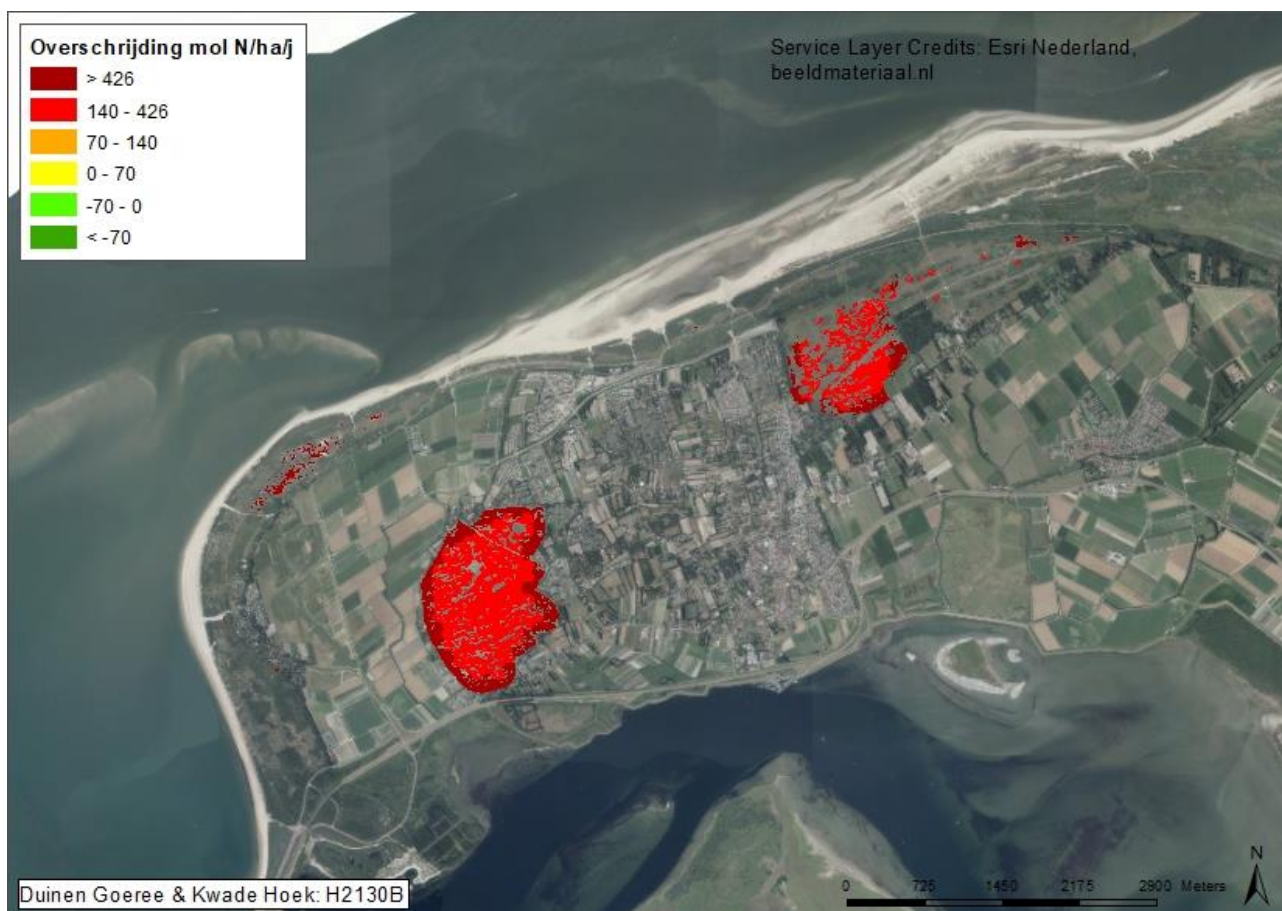 Overschrijding mol N/ha/j
> 426
140 - 426
70 - 140
0 - 70
-70 - 0
< -70
Service Layer Credits: Esri Nederland,
beeldmateriaal.nl
Duinen Goeree & Kwade Hoek: H2130B
0 725 1450 2175 2900 Meters
N